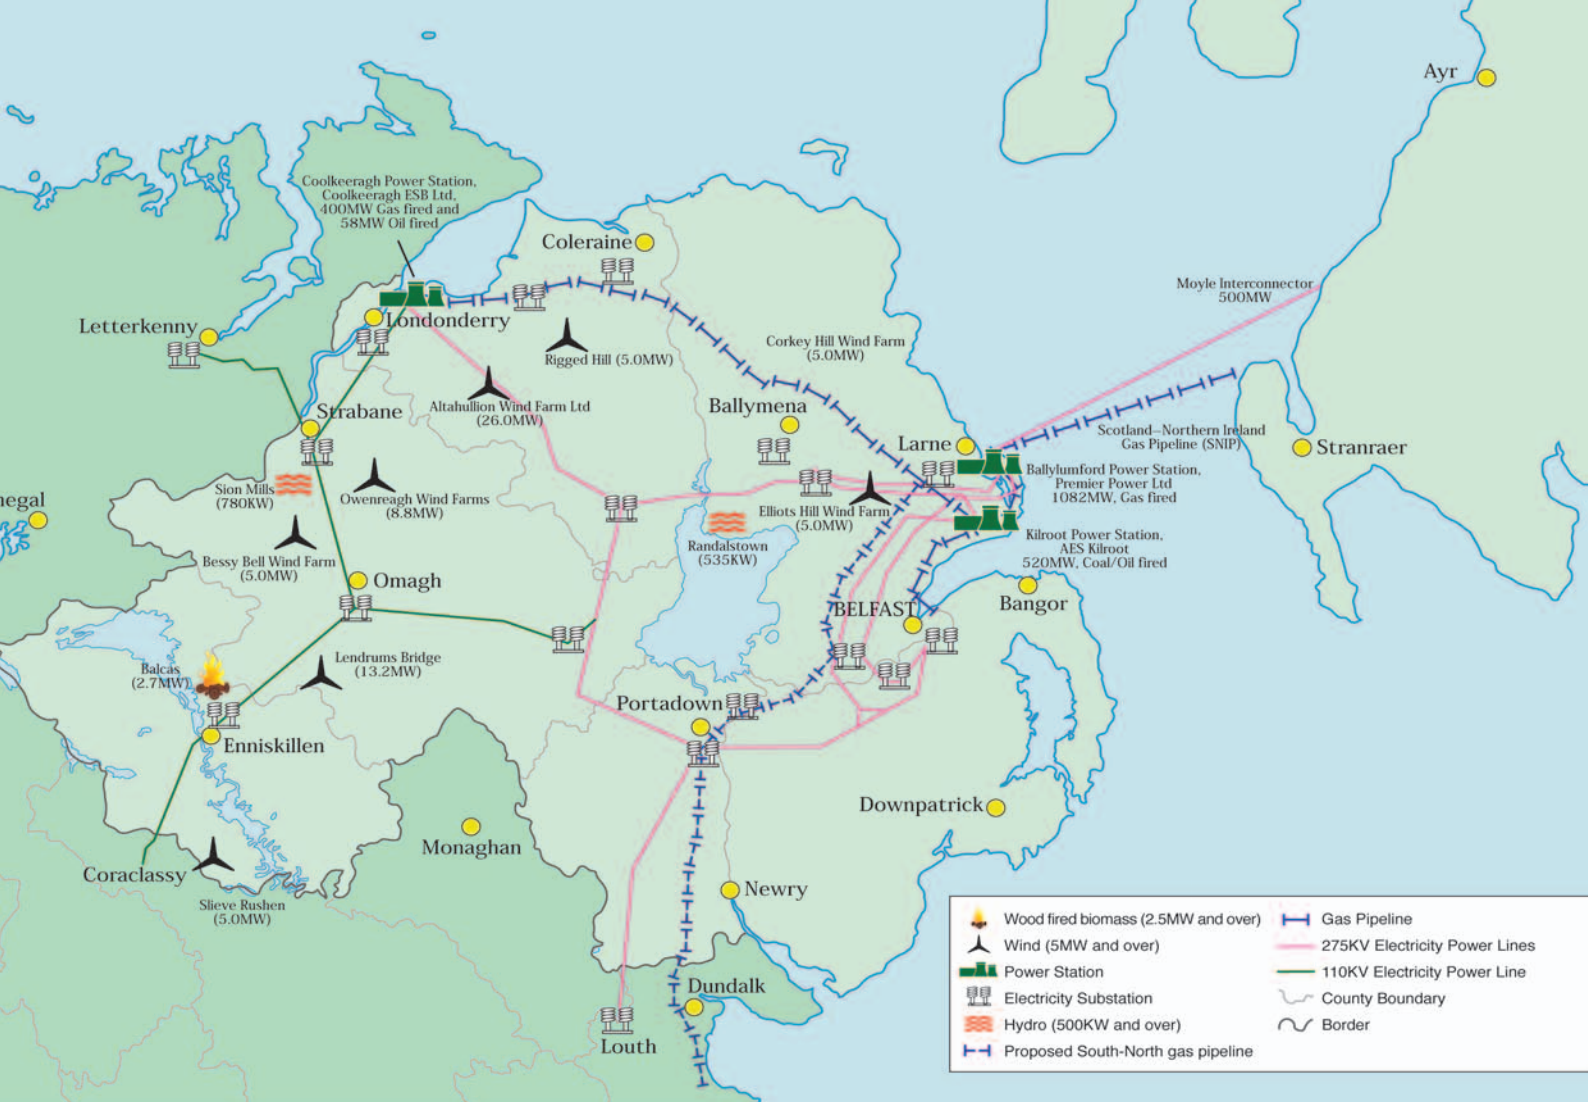 Ayr
Coolkeeragh Power Station,
Coolkeeragh ESB Ltd,
400MW Gas fired and
58MW Oil fired
Coleraine
Moyle Interconnector
500MW
Letterkenny
Londonderry
Rigged Hill (5.0MW)
Corkey Hill Wind Farm
(5.0MW)
Altahullion Wind Farm Ltd
(26.0MW)
Strabane
Ballymena
Larne
Scotland–Northern Ireland
Gas Pipeline (SNIP)
Stranraer
Ballylumford Power Station,
Premier Power Ltd
1082MW, Gas fired
Sion Mills
(780KW)
Owenreagh Wind Farms
(8.8MW)
Elliots Hill Wind Farm
(5.0MW)
negal
Randalstown
(535KW)
Kilroot Power Station,
AES Kilroot
520MW, Coal/Oil fired
Bessy Bell Wind Farm
(5.0MW)
Omagh
BELFAST
Bangor
Balcas
(2.7MW)
Lendrums Bridge
(13.2MW)
Portadown
Enniskillen
Downpatrick
Monaghan
Coraclassy
Newry
Slieve Rushen
(5.0MW)
Dundalk
Louth
Wood fired biomass (2.5MW and over)
Wind (5MW and over)
Power Station
Electricity Substation
Hydro (500KW and over)
Proposed South-North gas pipeline
Gas Pipeline
275KV Electricity Power Lines
110KV Electricity Power Line
County Boundary
Border